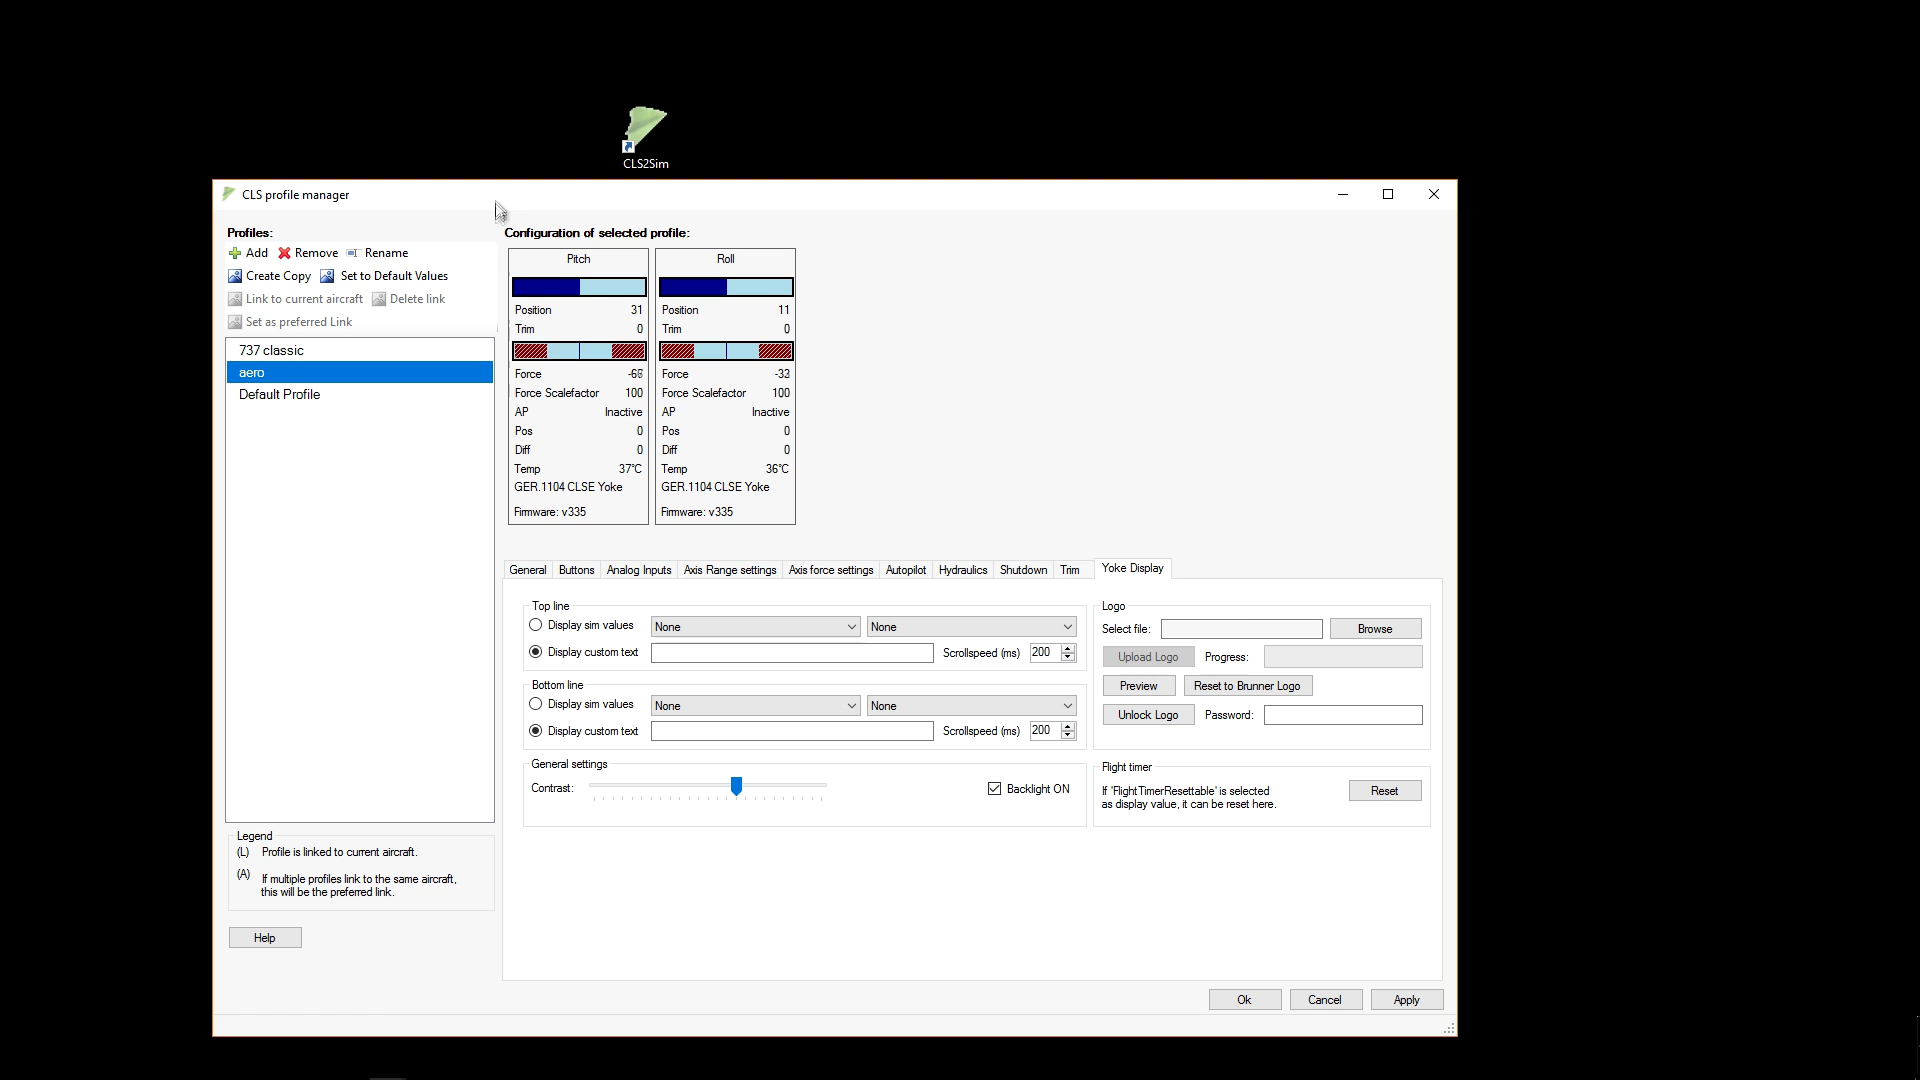 CLS2Sim
CLS profile manager
Profiles:
Add Remove Rename
Create Copy Set to Default Values
Link to current aircraft Delete link
Set as preferred Link
737 classic
aero
Default Profile
Legend
(L) Profile is linked to current aircraft.
(A) If multiple profiles link to the same aircraft,
this will be the preferred link.
Help
Configuration of selected profile:
Pitch
Position 31
Trim 0
Force -66
Force Scalefactor 100
AP Inactive
Pos 0
Diff 0
Temp 37°C
GER.1104 CLSE Yoke
Firmware: v335
Roll
Position 11
Trim 0
Force -33
Force Scalefactor 100
AP Inactive
Pos 0
Diff 0
Temp 36°C
GER.1104 CLSE Yoke
Firmware: v335
General Buttons Analog Inputs Axis Range settings Axis force settings Autopilot Hydraulics Shutdown Trim Yoke Display
Top line
Display sim values None None
Display custom text Scrollspeed (ms) 200
Bottom line
Display sim values None None
Display custom text Scrollspeed (ms) 200
General settings
Contrast: Backlight ON
Logo
Select file: Browse
Upload Logo Progress:
Preview Reset to Brunner Logo
Unlock Logo Password:
Flight timer
If 'FlightTimerResettable' is selected
as display value, it can be reset here.
Reset
Ok Cancel Apply